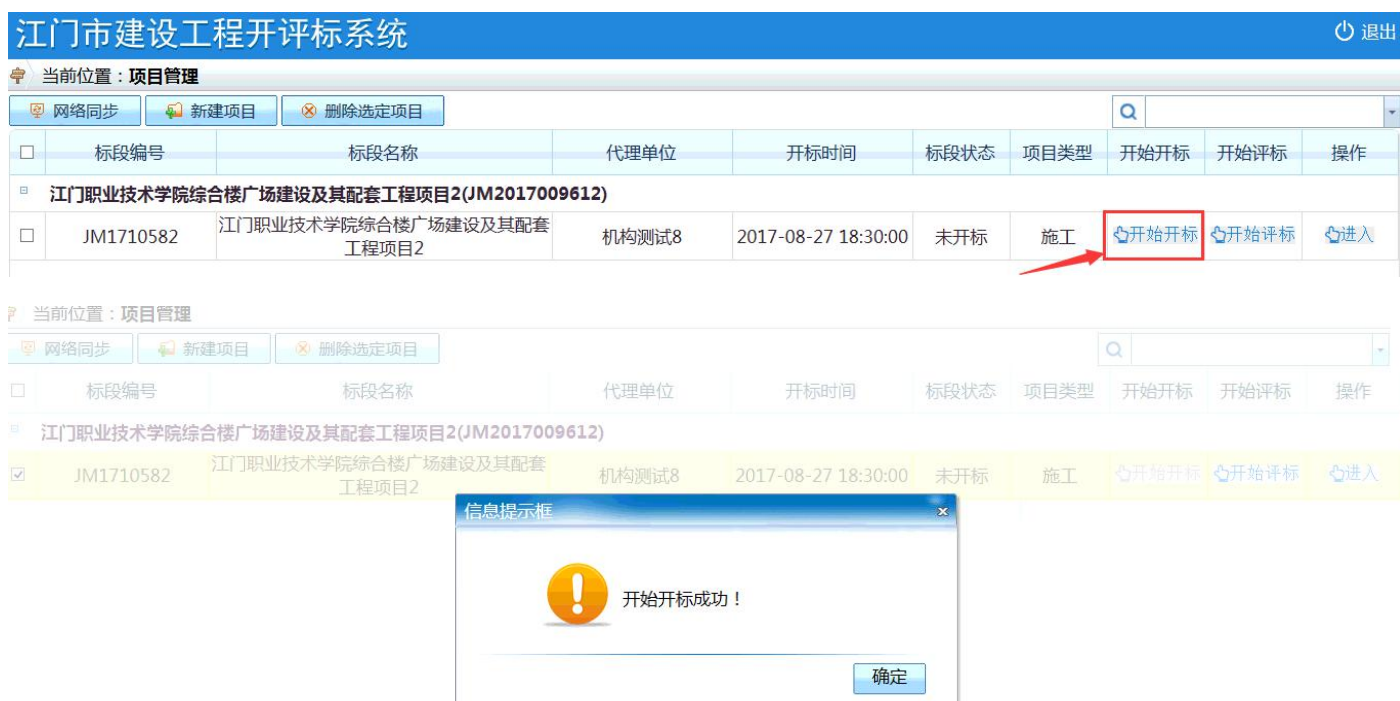 江门市建设工程开评标系统
退出
当前位置：项目管理
网络同步 新建项目 删除选定项目
标段编号 标段名称 代理单位 开标时间 标段状态 项目类型 开始开标 开始评标 操作
江门职业技术学院综合楼广场建设及其配套工程项目2(JM2017009612)
JM1710582 江门职业技术学院综合楼广场建设及其配套 机构测试8 2017-08-27 18:30:00 未开标 施工 开始开标 开始评标 进入
工程项目2
当前位置：项目管理
网络同步 新建项目 删除选定项目
标段编号 标段名称 代理单位 开标时间 标段状态 项目类型 开始开标 开始评标 操作
江门职业技术学院综合楼广场建设及其配套工程项目2(JM2017009612)
JM1710582 江门职业技术学院综合楼广场建设及其配套 机构测试8 2017-08-27 18:30:00 未开标 施工 开始开标 开始评标 进入
工程项目2
信息提示框
开始开标成功！
确定